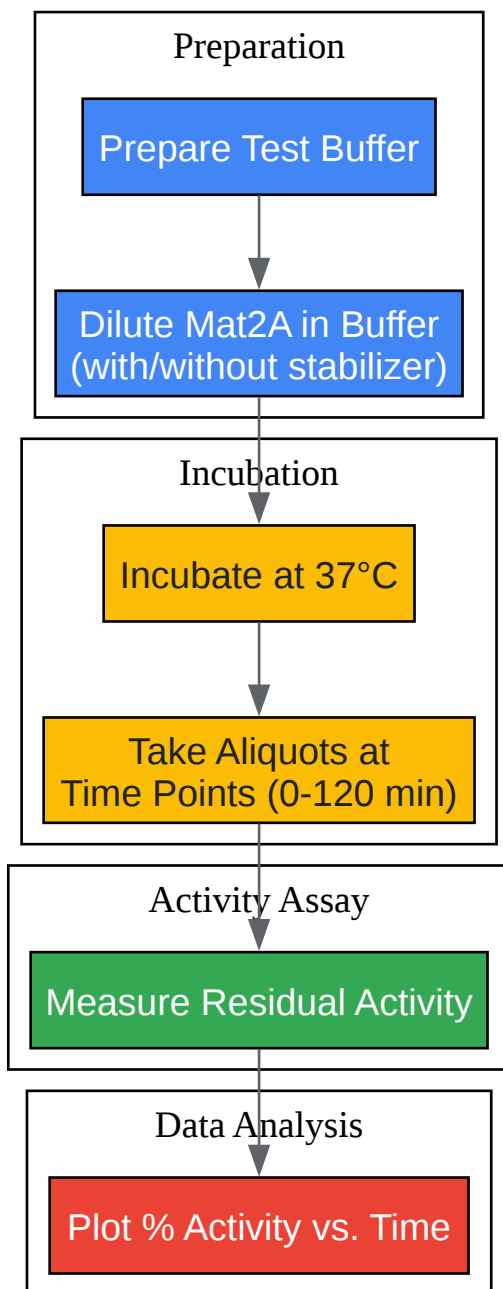 Preparation
Prepare Test Buffer
Dilute Mat2A in Buffer
(with/without stabilizer)
Incubation
Incubate at 37°C
Take Aliquots at
Time Points (0-120 min)
Activity Assay
Measure Residual Activity
Data Analysis
Plot % Activity vs. Time